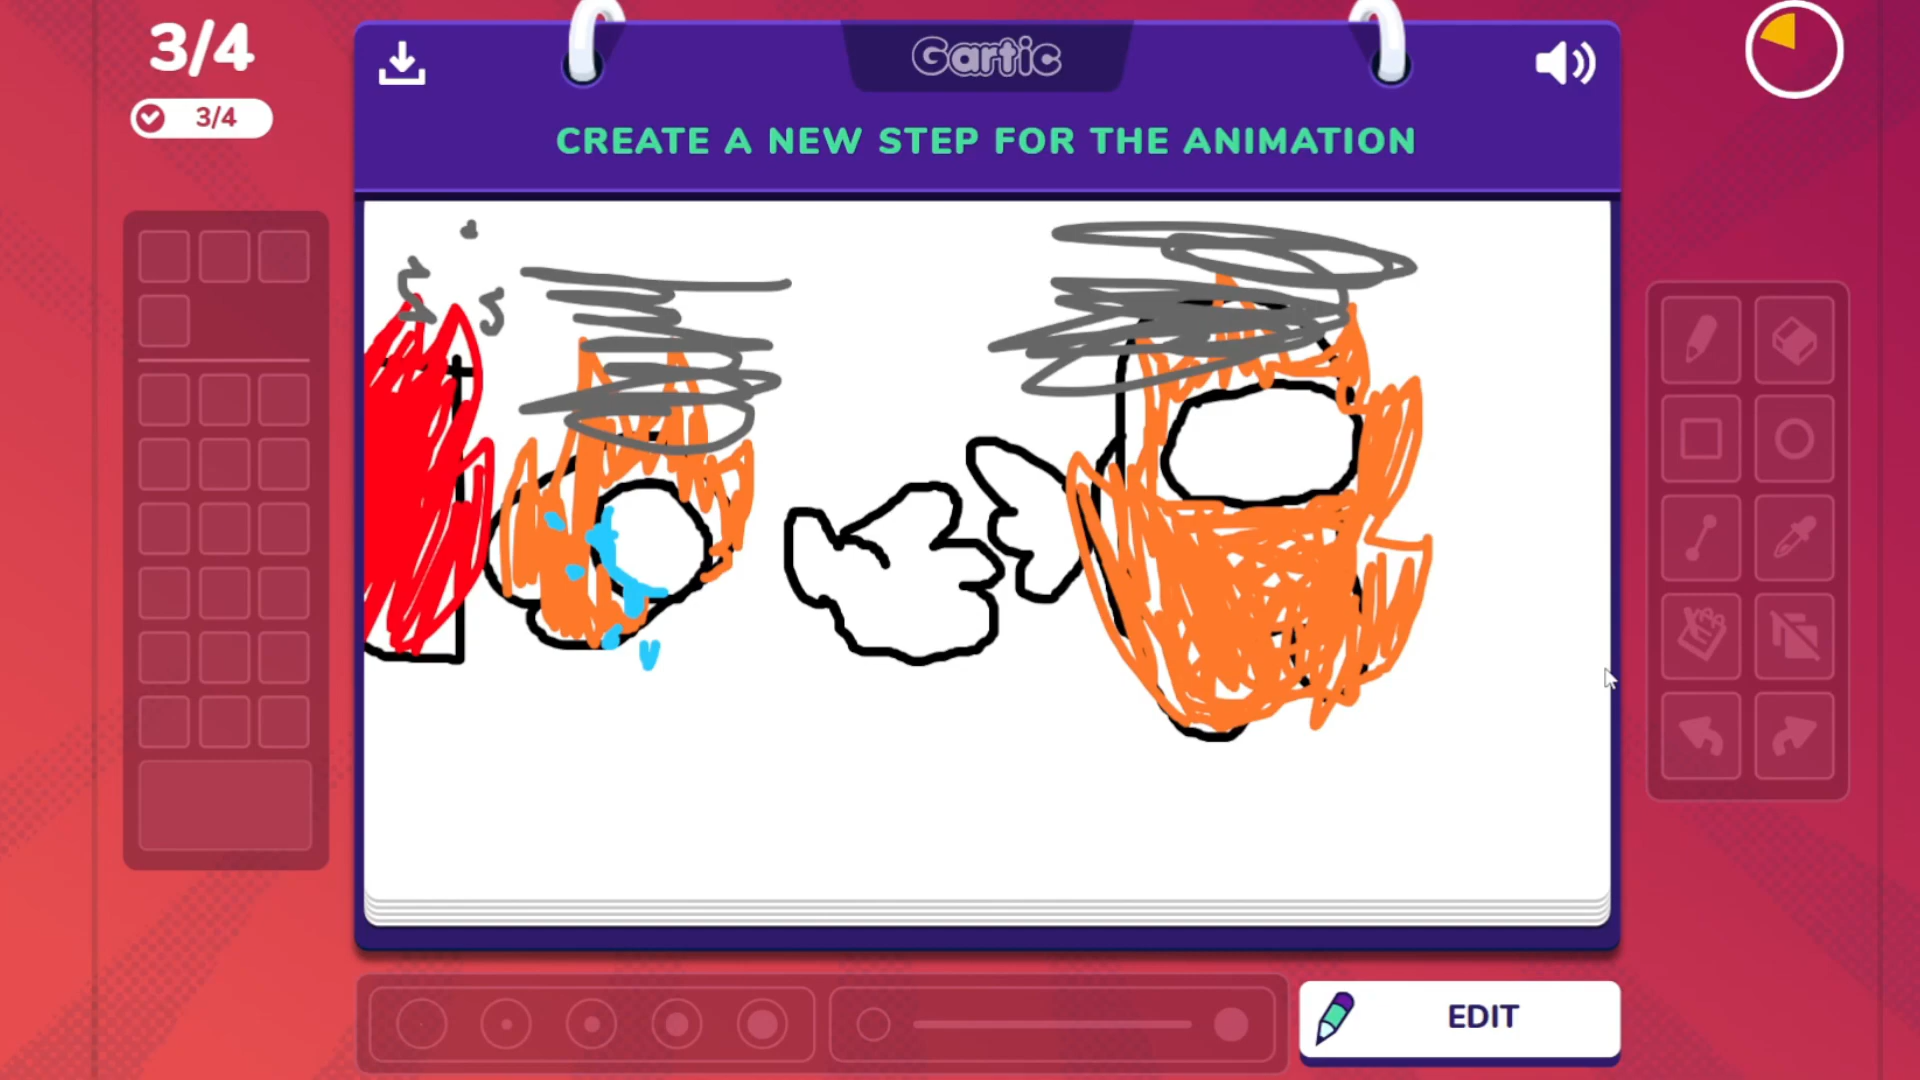 3/4
3/4
Gartic
CREATE A NEW STEP FOR THE ANIMATION
EDIT